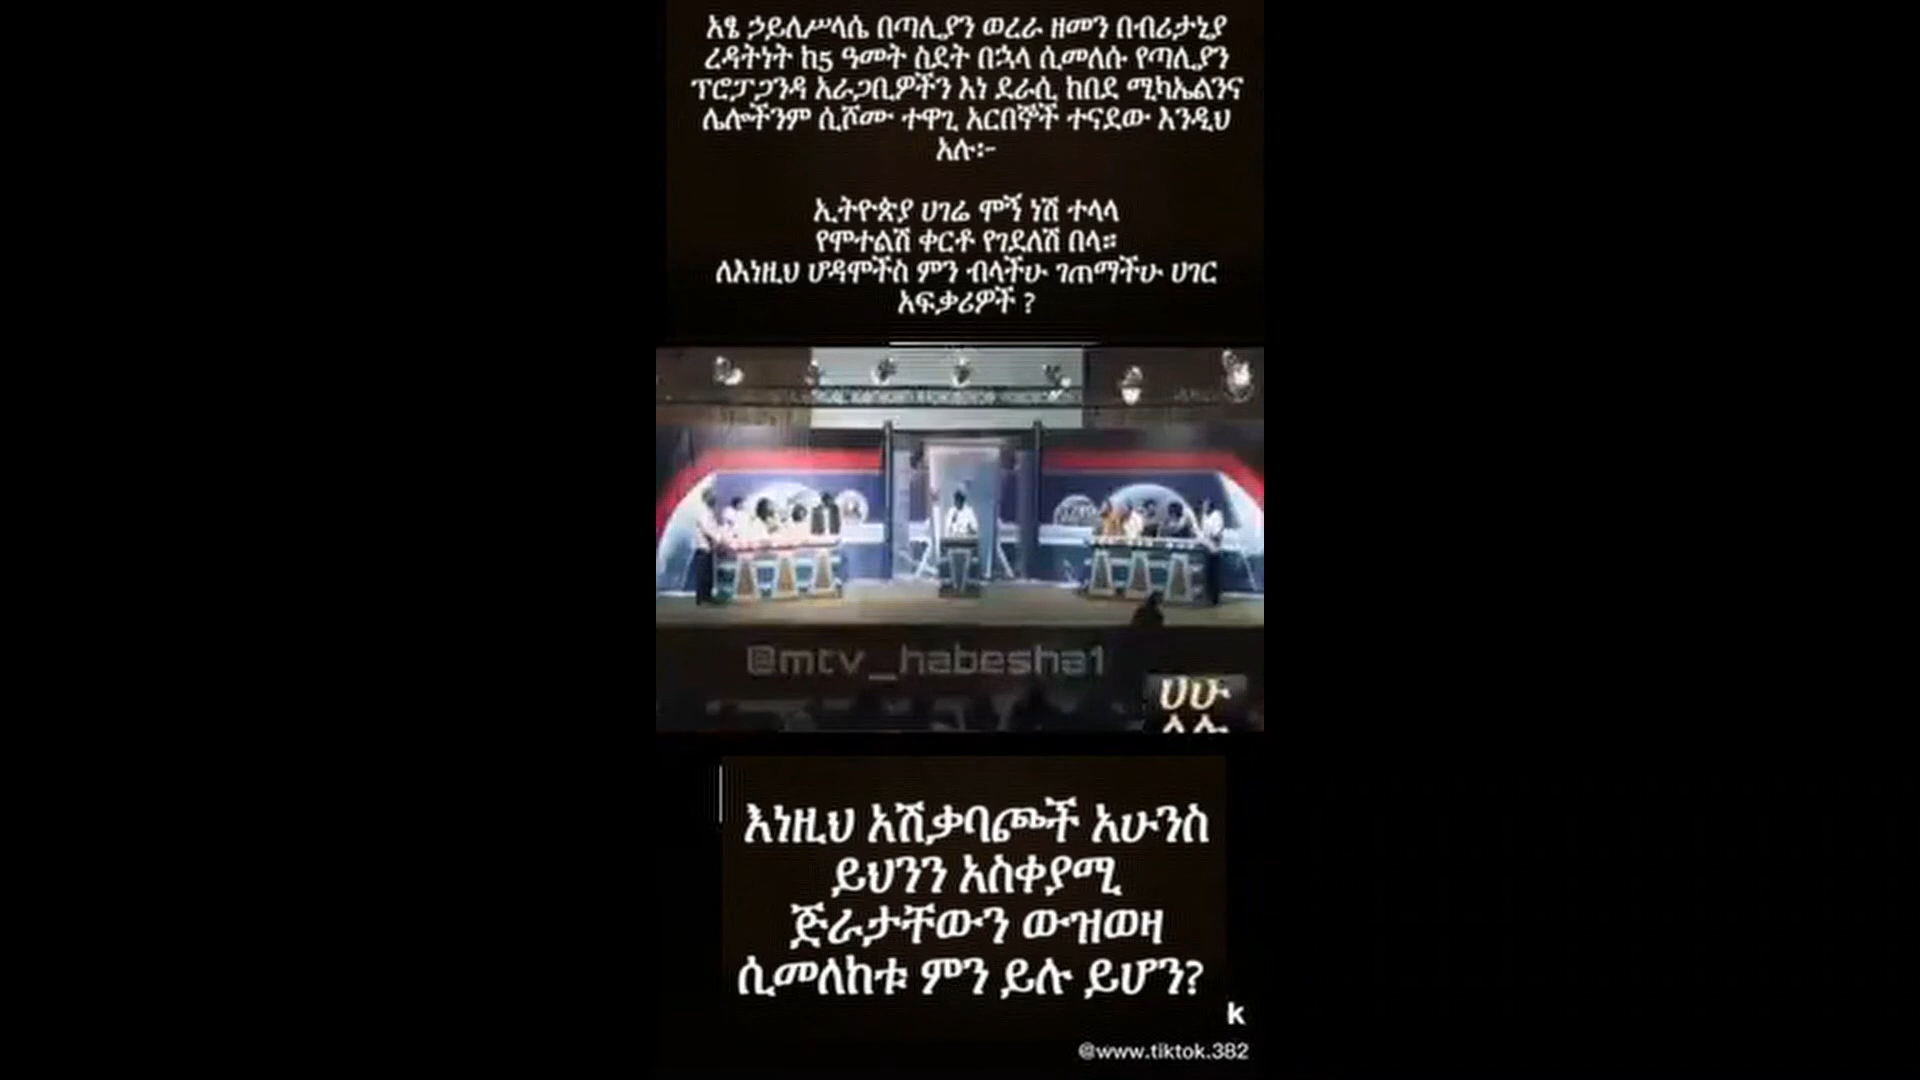 አፄ ኃይለሥላሴ በጣሊያን ወረራ ዘመን በብሪታኒያ
ረዳትነት ከ5 ዓመት ስደት በኋላ ሲመለሱ የጣሊያን
ፕሮፓጋንዳ አራጋቢዎችን እነ ደራሲ ከበደ ሚካኤልንና
ሌሎችንም ሲሾሙ ተዋጊ አርበኞች ተናደው እንዲህ
አሉ፡-
ኢትዮጵያ ሀገሬ ሞኝ ነሽ ተላላ
የሞተልሽ ቀርቶ የገደለሽ በላ።
ለእነዚህ ሆዳሞችስ ምን ብላችሁ ገጠማችሁ ሀገር
አፍቃሪዎች ?
@mtv_habesha1
ሀሁ
እነዚህ አሽቃባጮች አሁንስ
ይህንን አስቀያሚ
ጅራታቸውን ውዝወዛ
ሲመለከቱ ምን ይሉ ይሆን?
k
@www.tiktok.382